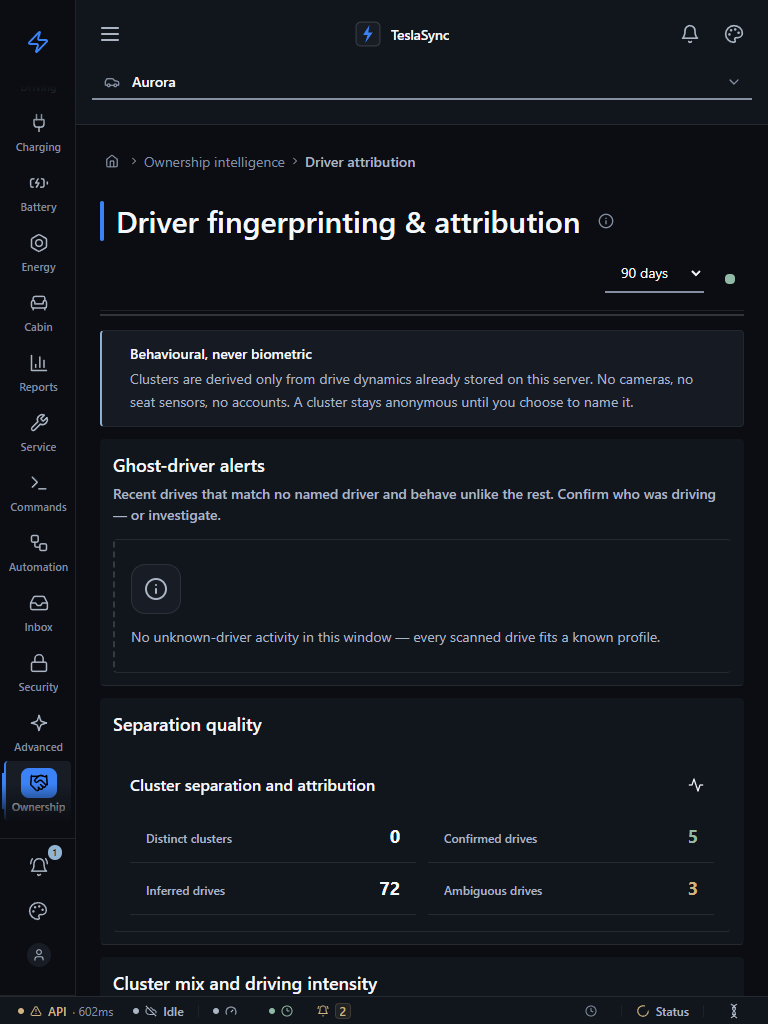 TeslaSync
Aurora
Charging
Battery
Energy
Cabin
Reports
Service
Commands
Automation
Inbox
Security
Advanced
Ownership
1
Ownership intelligence > Driver attribution
Driver fingerprinting & attribution
90 days
Behavioural, never biometric
Clusters are derived only from drive dynamics already stored on this server. No cameras, no
seat sensors, no accounts. A cluster stays anonymous until you choose to name it.
Ghost-driver alerts
Recent drives that match no named driver and behave unlike the rest. Confirm who was driving
— or investigate.
No unknown-driver activity in this window — every scanned drive fits a known profile.
Separation quality
Cluster separation and attribution
Distinct clusters 0
Confirmed drives 5
Inferred drives 72
Ambiguous drives 3
Cluster mix and driving intensity
API · 602ms Idle 2 Status